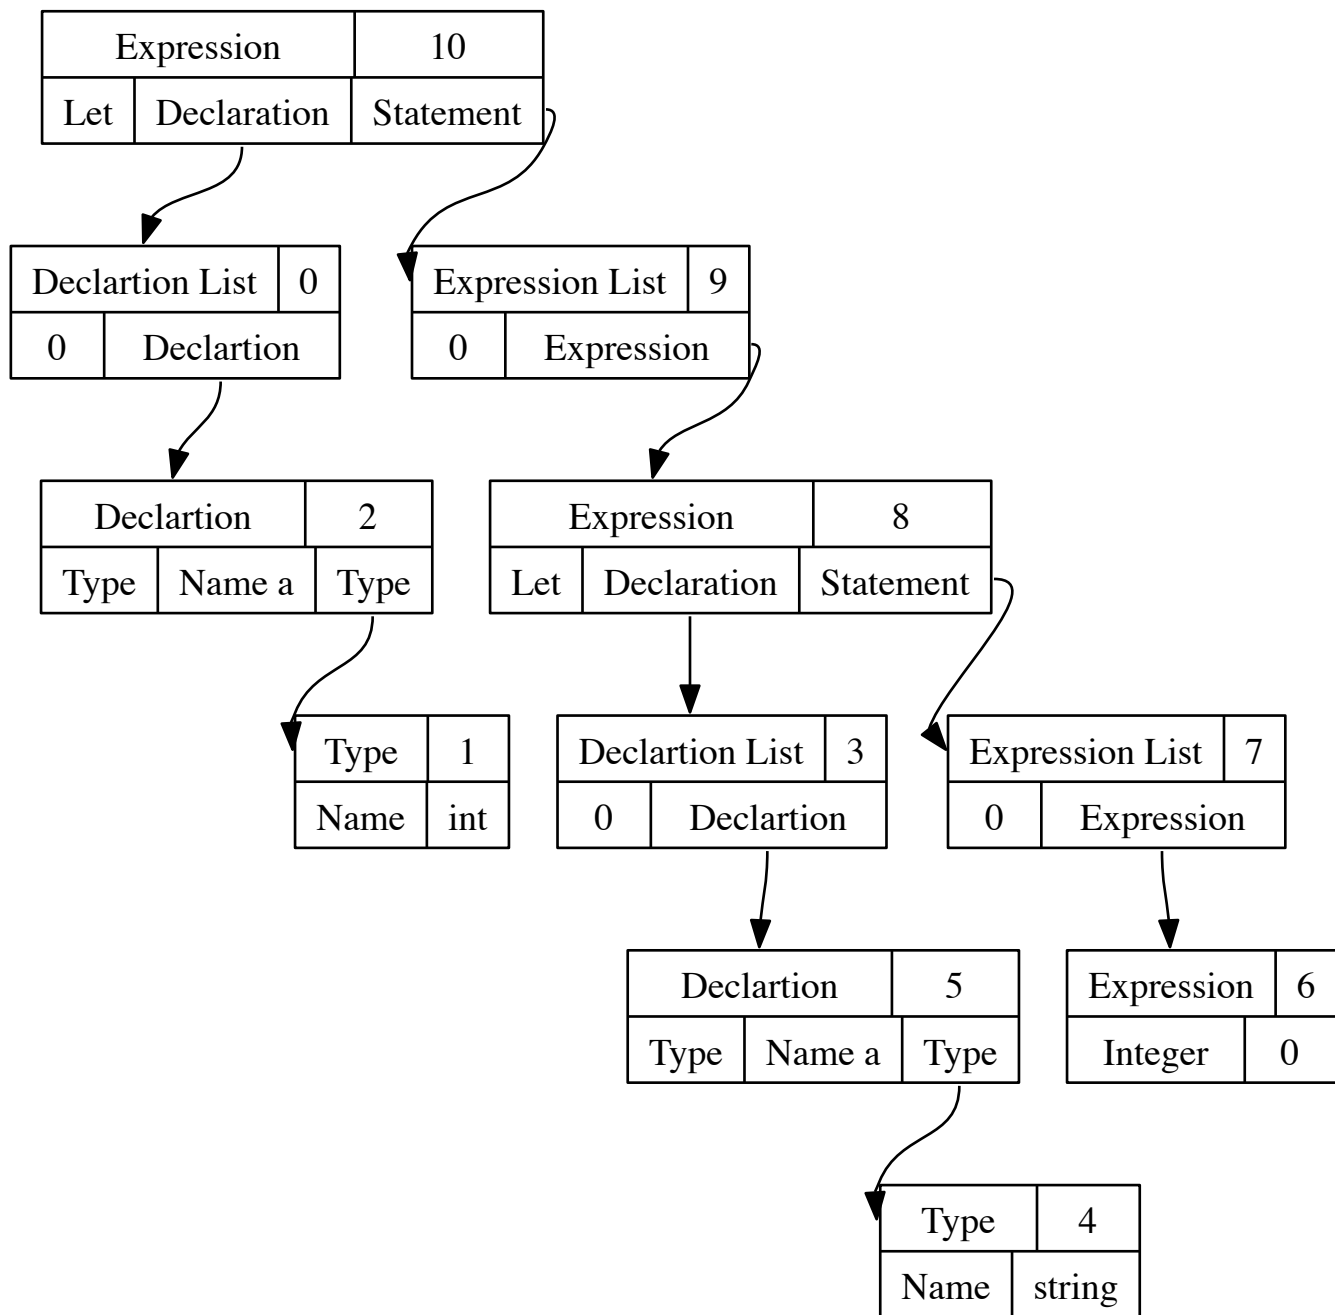 Expression 10
Let Declaration Statement
Declartion List 0
0 Declartion
Expression List 9
0 Expression
Declartion 2
Type Name a Type
Expression 8
Let Declaration Statement
Type 1
Name int
Declartion List 3
0 Declartion
Expression List 7
0 Expression
Declartion 5
Type Name a Type
Expression 6
Integer 0
Type 4
Name string